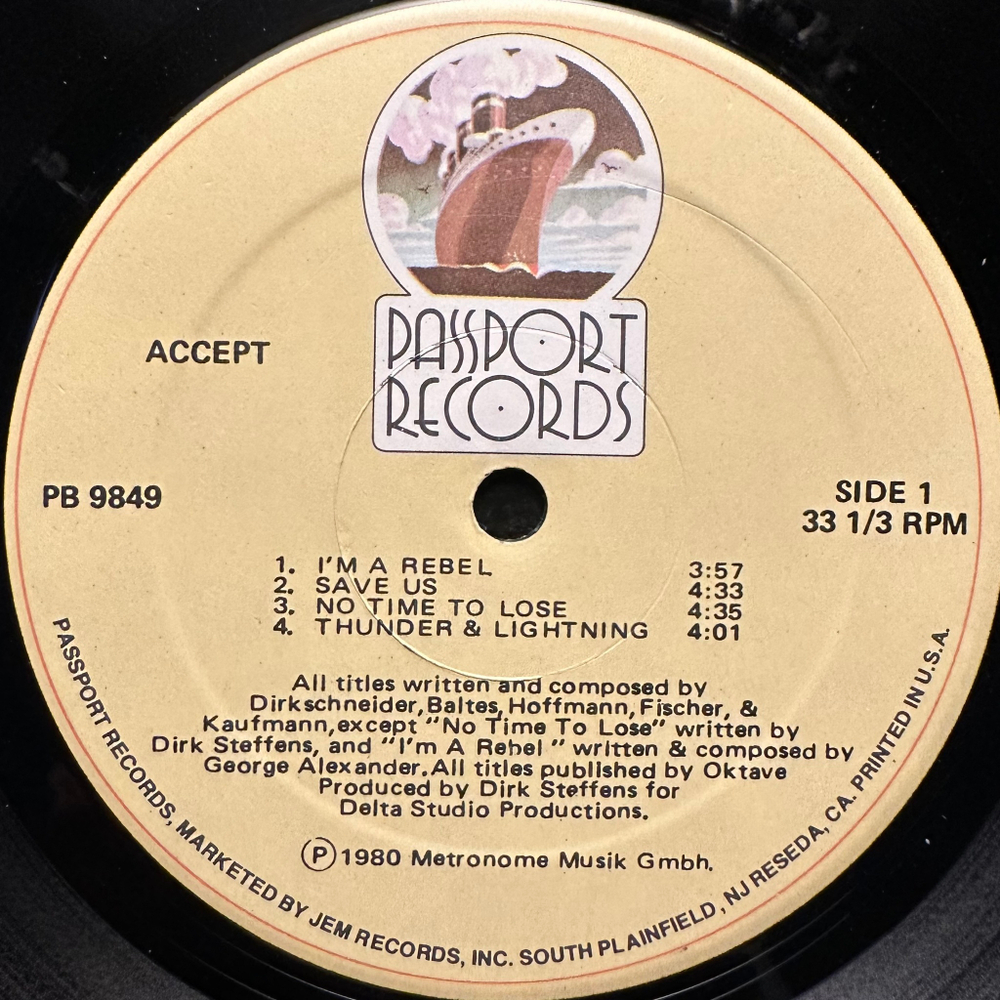 PASSPORT
RECORDS
ACCEPT
PB 9849
SIDE 1
33 1/3 RPM
1. I'M A REBEL 3:57
2. SAVE US 4:33
3. NO TIME TO LOSE 4:35
4. THUNDER & LIGHTNING 4:01
All titles written and composed by
Dirkschneider, Baltes, Hoffmann, Fischer, &
Kaufmann, except "No Time To Lose" written by
Dirk Steffens, and "I'm A Rebel" written & composed by
George Alexander. All titles published by Oktave
Produced by Dirk Steffens for
Delta Studio Productions.
Ⓟ1980 Metronome Musik Gmbh.
PASSPORT RECORDS, MARKETED BY JEM RECORDS, INC. SOUTH PLAINFIELD, NJ RESEDA, CA. PRINTED IN U.S.A.